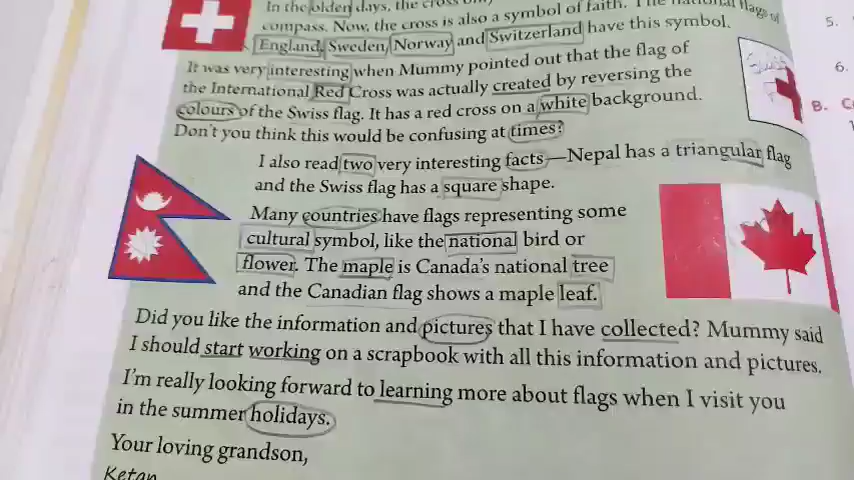 In the olden days, the cross
compass. Now, the cross is also a symbol of faith. The national flags of
England, Sweden, Norway and Switzerland have this symbol.
It was very interesting when Mummy pointed out that the flag of
the International Red Cross was actually created by reversing the
colours of the Swiss flag. It has a red cross on a white background.
Don't you think this would be confusing at times?
I also read two very interesting facts—Nepal has a triangular flag
and the Swiss flag has a square shape.
Many countries have flags representing some
cultural symbol, like the national bird or
flower. The maple is Canada's national tree
and the Canadian flag shows a maple leaf.
Did you like the information and pictures that I have collected? Mummy said
I should start working on a scrapbook with all this information and pictures.
I'm really looking forward to learning more about flags when I visit you
in the summer holidays.
Your loving grandson,
Ketan
5.
6.
B.